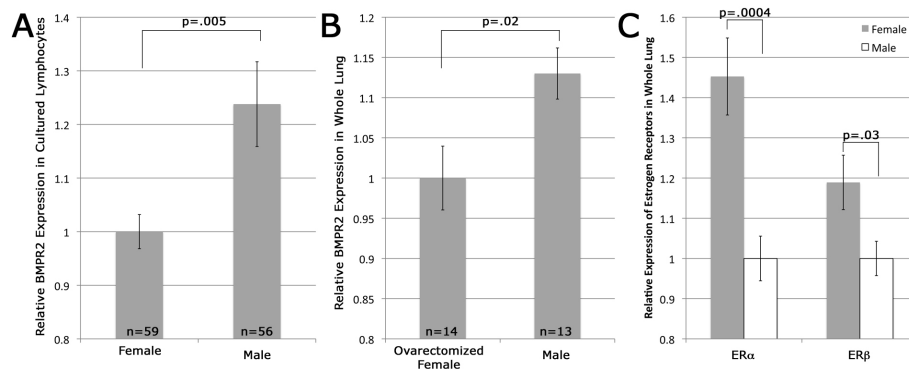 A
Relative BMPR2 Expression in Cultured Lymphocytes
1.4
1.3
1.2
1.1
1
0.9
0.8
p=.005
n=59
n=56
Female
Male
B
Relative BMPR2 Expression in Whole Lung
1.2
1.15
1.1
1.05
1
0.95
0.9
0.85
0.8
p=.02
n=14
n=13
Ovarectomized
Female
Male
C
Relative Expression of Estrogen Receptors in Whole Lung
1.6
1.5
1.4
1.3
1.2
1.1
1
0.9
0.8
p=.0004
p=.03
Female
Male
ERα
ERβ